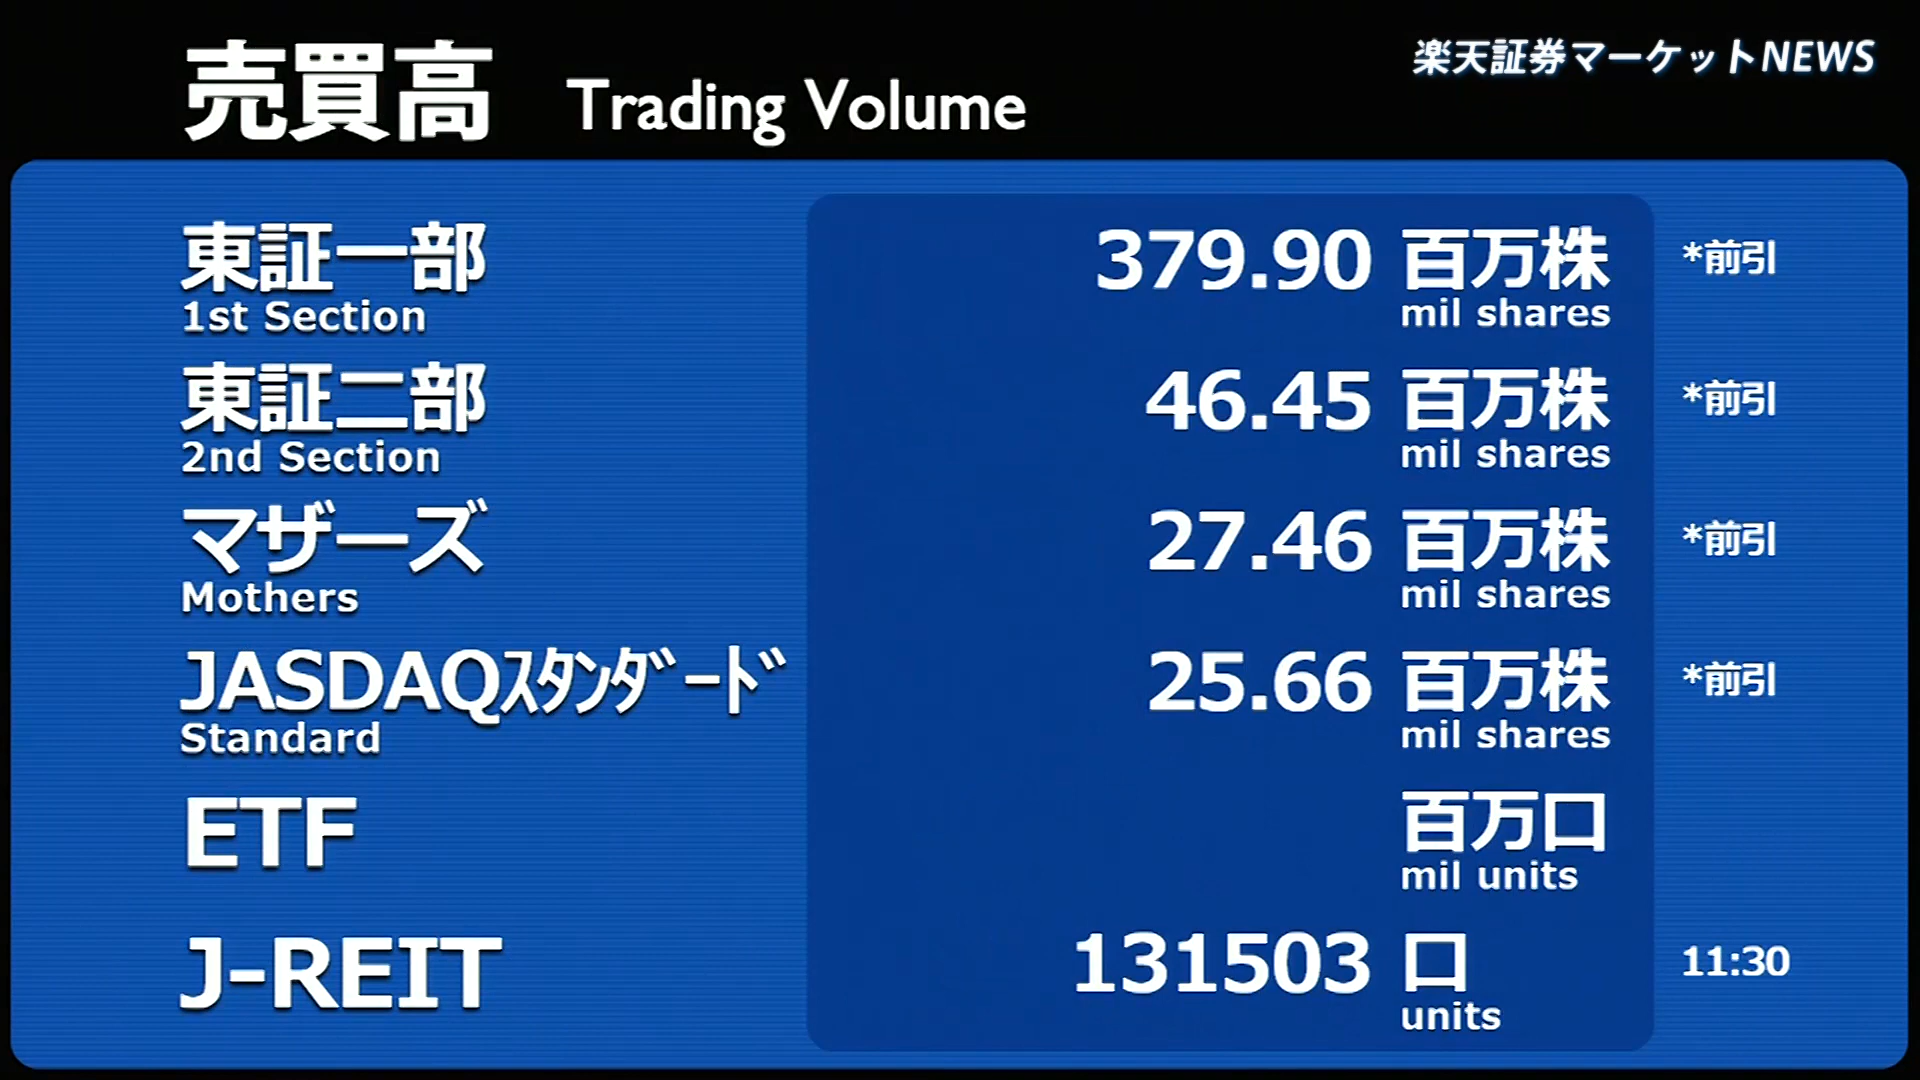 売買高 Trading Volume
楽天証券マーケットNEWS
東証一部 379.90 百万株 *前引
1st Section mil shares
東証二部 46.45 百万株 *前引
2nd Section mil shares
マザーズ 27.46 百万株 *前引
Mothers mil shares
JASDAQｽﾀﾝﾀﾞｰﾄﾞ 25.66 百万株 *前引
Standard mil shares
ETF 百万口
mil units
J-REIT 131503 口 11:30
units